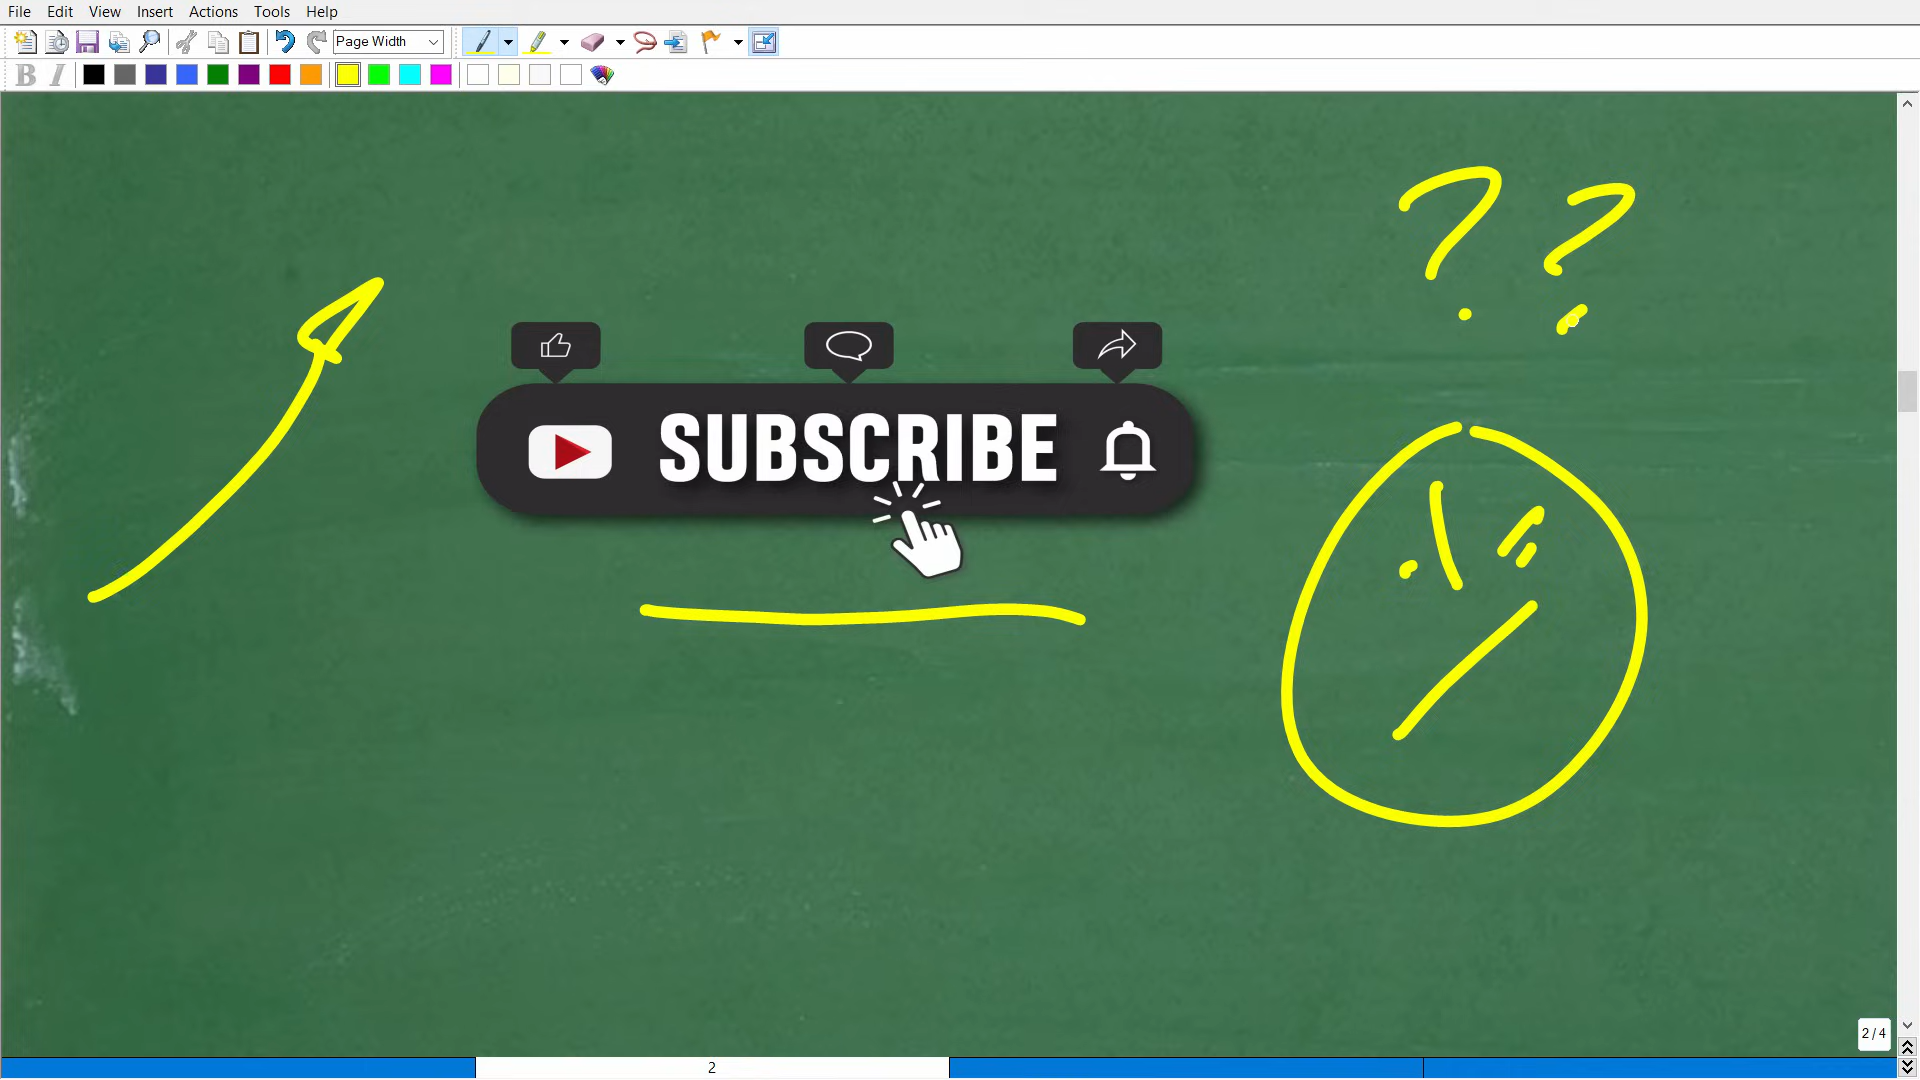 File Edit View Insert Actions Tools Help
Page Width
B I
? ?
SUBSCRIBE
2 / 4
2